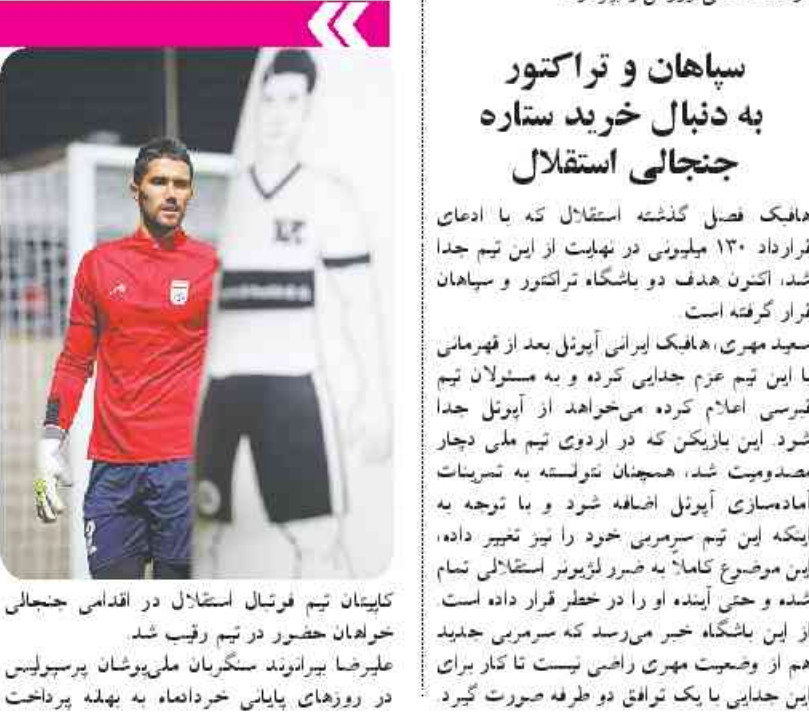 سپاهان و تراکتور
به دنبال خرید ستاره
جنجالی استقلال
هافبک فصل گذشته استقلال که با ادعای
قرارداد ۱۳۰ میلیونی در نهایت از این تیم جدا
شد، اکنون هدف دو باشگاه تراکتور و سپاهان
قرار گرفته است
سعید مهری، هافبک ایرانی آپوئل بعد از قهرمانی
با این تیم عزم جدایی کرده و به مسئولان تیم
قبرسی اعلام کرده می‌خواهد از آپوئل جدا
شود. این بازیکن که در اردوی تیم ملی دچار
مصدومیت شد، همچنان نتوانسته به تمرینات
آماده‌سازی آپوئل اضافه شود و با توجه به
اینکه این تیم سرمربی خود را نیز تغییر داده،
این موضوع کاملا به ضرر لژیونر استقلالی تمام
شده و حتی آینده او را در خطر قرار داده است.
از این باشگاه خبر می‌رسد که سرمربی جدید
هم از وضعیت مهری راضی نیست تا کار برای
این جدایی با یک توافق دو طرفه صورت گیرد.
کاپیتان تیم فوتبال استقلال در اقدامی جنجالی
خواهان حضور در تیم رقیب شد.
علیرضا بیرانوند سنگربان ملی‌پوشان پرسپولیس
در روزهای پایانی خردادماه به بهانه پرداخت